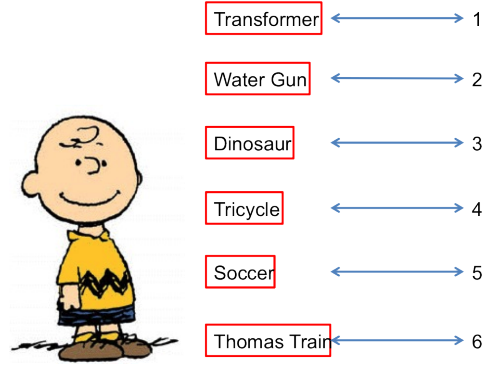 Transformer 1
Water Gun 2
Dinosaur 3
Tricycle 4
Soccer 5
Thomas Train 6